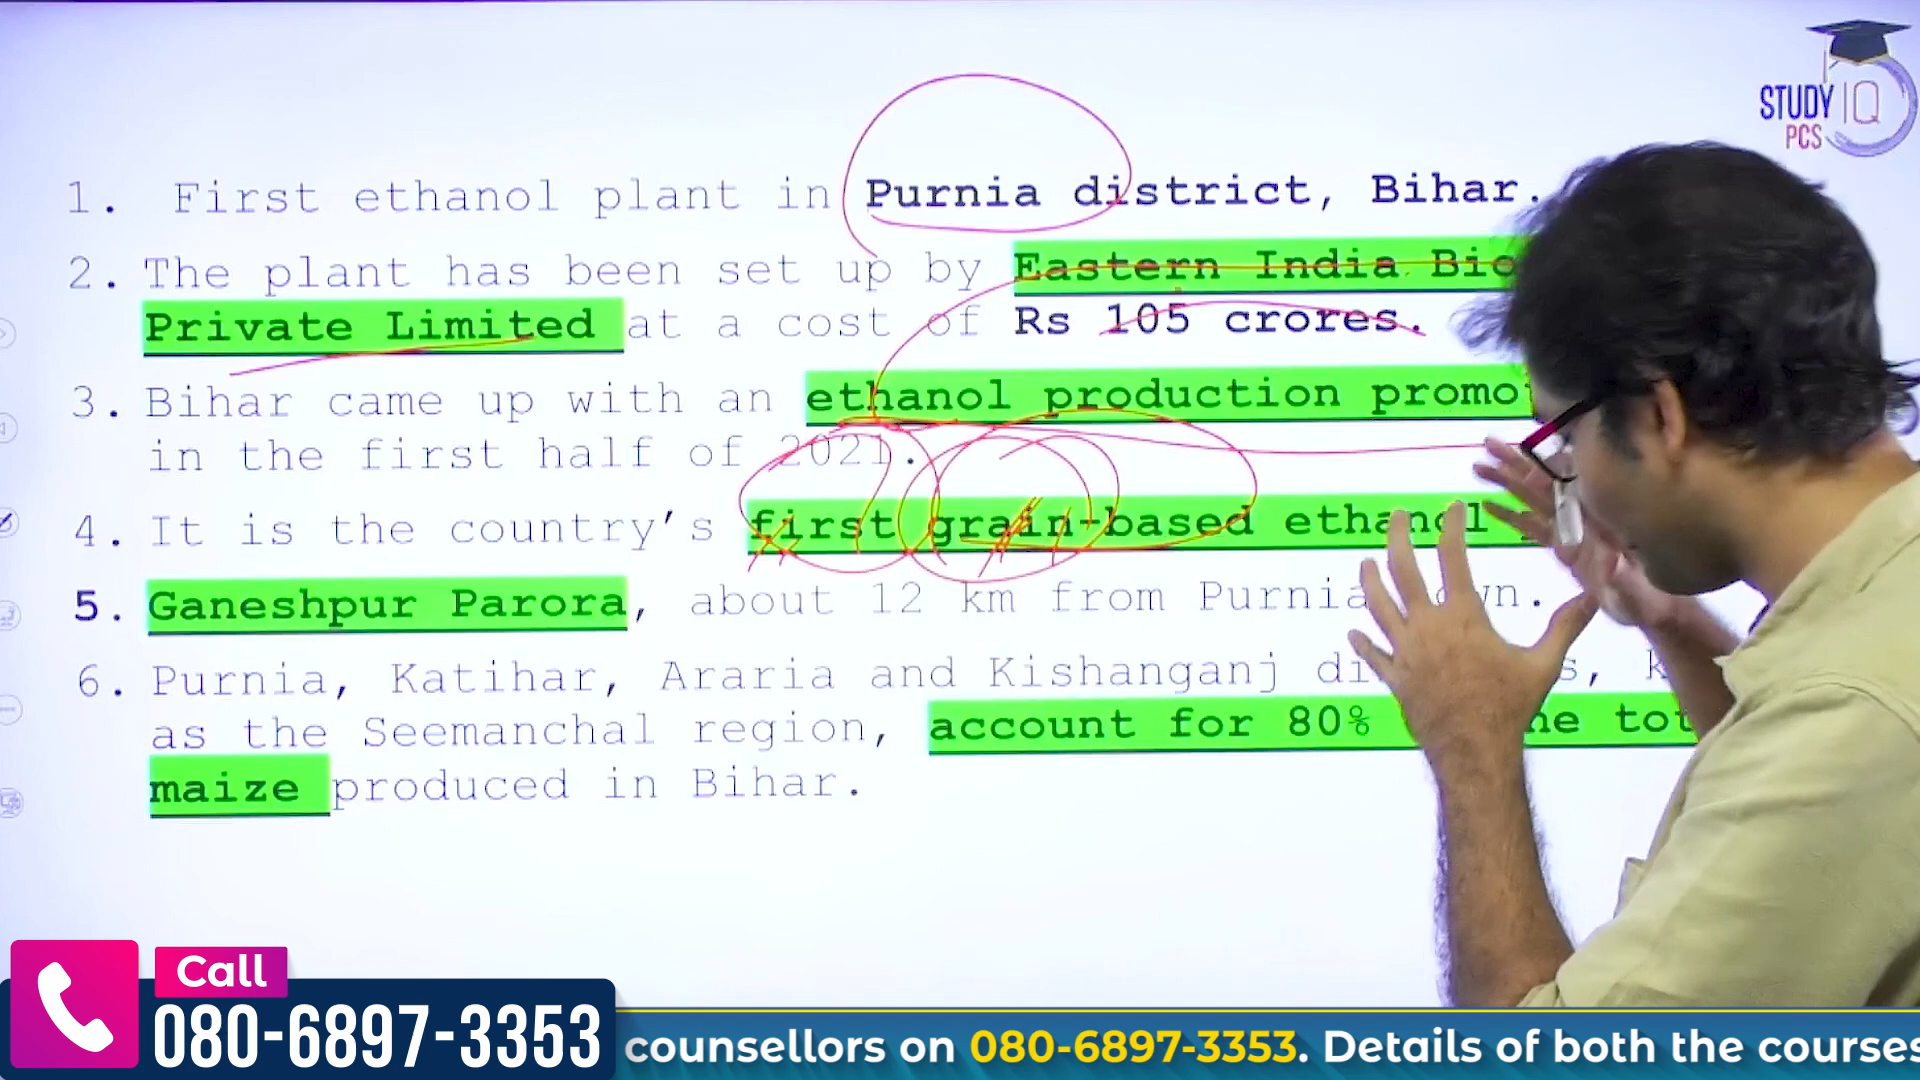 STUDY IQ
PCS
1. First ethanol plant in Purnia district, Bihar.
2. The plant has been set up by Eastern India
Private Limited at a cost of Rs 105 crores.
3. Bihar came up with an ethanol production
in the first half of 2021.
4. It is the country's first grain-based ethanol
5. Ganeshpur Parora, about 12 km from Purnia
6. Purnia, Katihar, Araria and Kishanganj
as the Seemanchal region, account for 80%
maize produced in Bihar.
Call
080-6897-3353
counsellors on 080-6897-3353. Details of both the courses